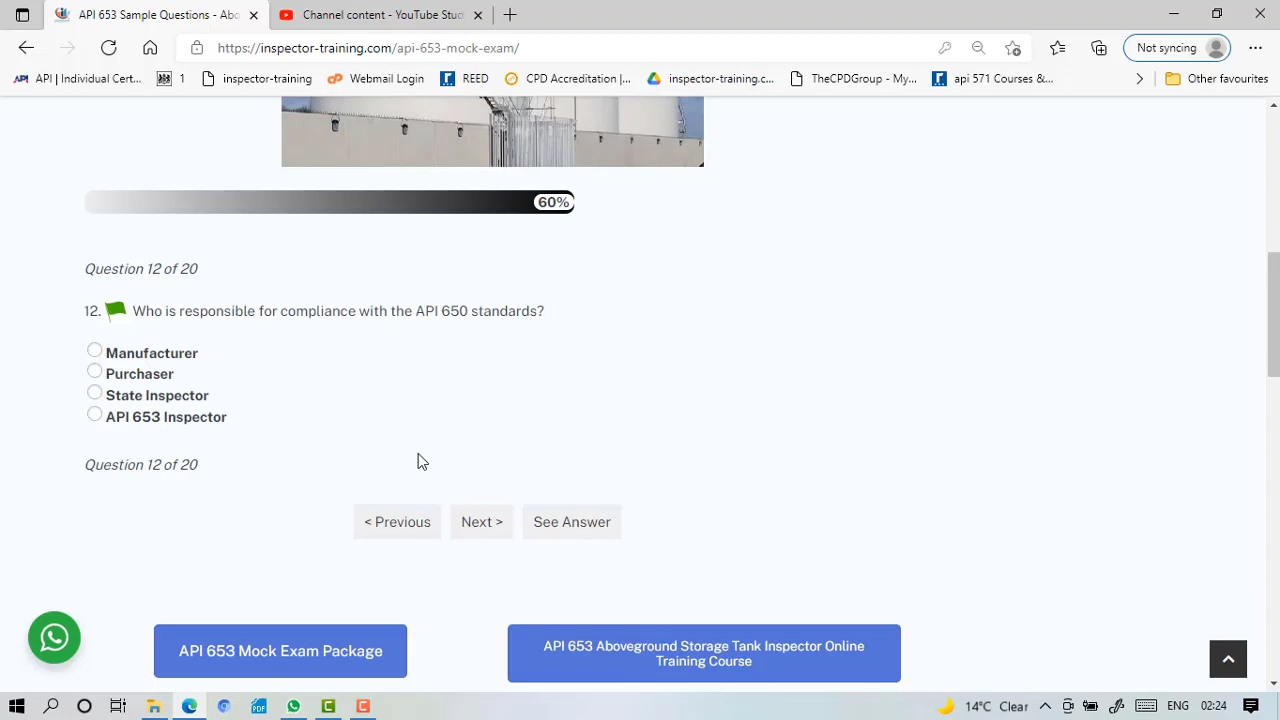 API 653 Sample Questions - Abo
Channel content - YouTube Stud
https://inspector-training.com/api-653-mock-exam/
Not syncing
API | Individual Cert...
1
inspector-training
Webmail Login
REED
CPD Accreditation |...
inspector-training.c...
TheCPDGroup - My...
api 571 Courses &...
Other favourites
60%
Question 12 of 20
12. Who is responsible for compliance with the API 650 standards?
Manufacturer
Purchaser
State Inspector
API 653 Inspector
Question 12 of 20
< Previous
Next >
See Answer
API 653 Mock Exam Package
API 653 Aboveground Storage Tank Inspector Online
Training Course
14°C Clear
ENG
02:24